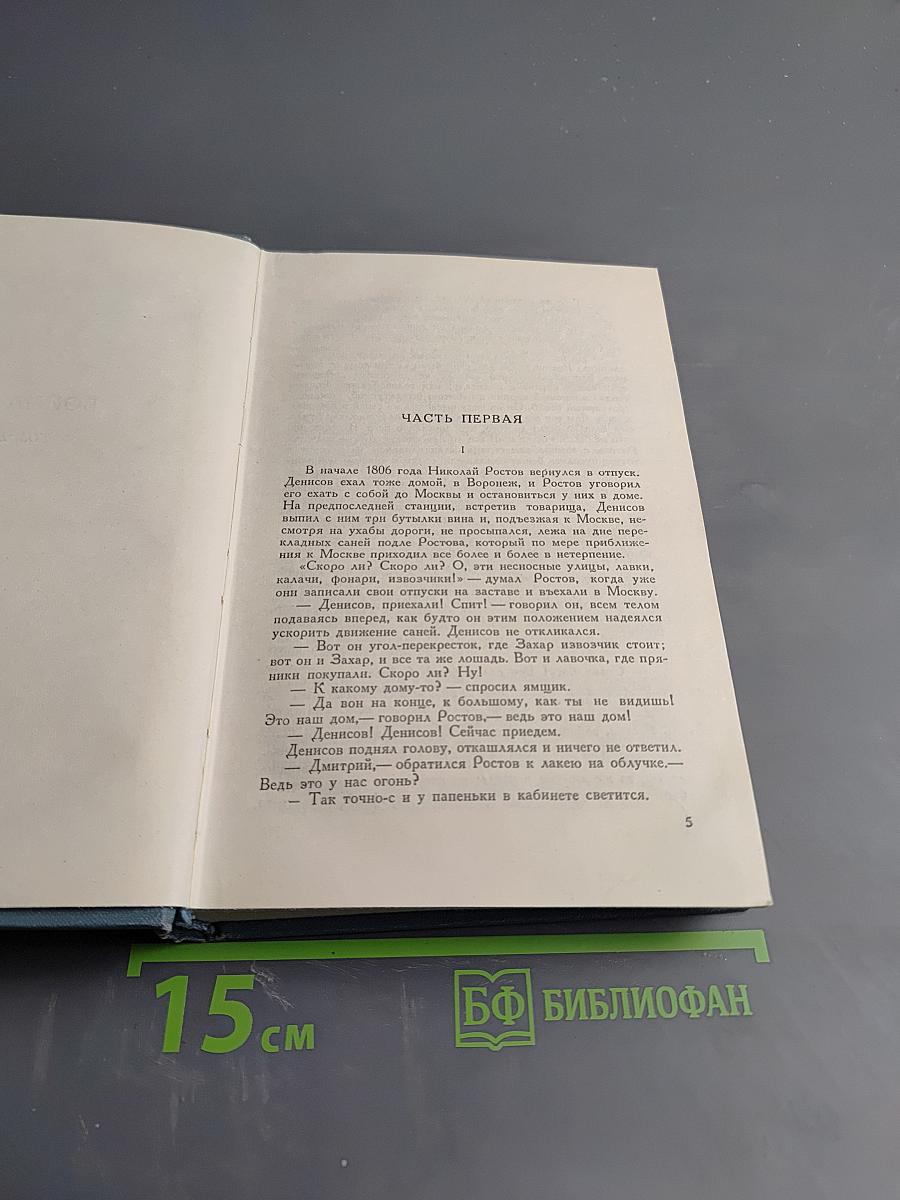 ЧАСТЬ ПЕРВАЯ
I
В начале 1806 года Николай Ростов вернулся в отпуск.
Денисов ехал тоже домой, в Воронеж, и Ростов уговорил
его ехать с собой до Москвы и остановиться у них в доме.
На предпоследней станции, встретив товарища, Денисов
выпил с ним три бутылки вина и, подъезжая к Москве, не-
смотря на ухабы дороги, не просыпался, лежа на дне пере-
кладных саней подле Ростова, который по мере приближе-
ния к Москве приходил все более и более в нетерпение.
«Скоро ли? Скоро ли? О, эти несносные улицы, лавки,
калачи, фонари, извозчики!» — думал Ростов, когда уже
они записали свои отпуски на заставе и въехали в Москву.
— Денисов, приехали! Спит! — говорил он, всем телом
подаваясь вперед, как будто он этим положением надеялся
ускорить движение саней. Денисов не откликался.
— Вот он угол-перекресток, где Захар извозчик стоит;
вот он и Захар, и все та же лошадь. Вот и лавочка, где пря-
ники покупали. Скоро ли? Ну!
— К какому дому-то? — спросил ямщик.
— Да вон на конце, к большому, как ты не видишь!
Это наш дом,— говорил Ростов,— ведь это наш дом!
— Денисов! Денисов! Сейчас приедем.
Денисов поднял голову, откашлялся и ничего не ответил.
— Дмитрий,— обратился Ростов к лакею на облучке.—
Ведь это у нас огонь?
— Так точно-с и у папеньки в кабинете светится.
5
15 см
БФ БИБЛИОФАН